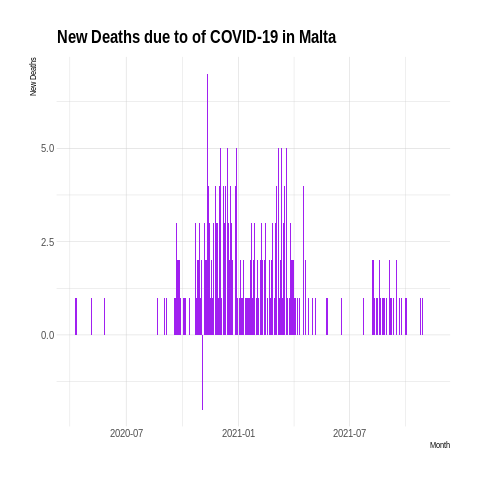 New Deaths due to of COVID-19 in Malta
New Deaths
5.0
2.5
0.0
2020-07 2021-01 2021-07
Month